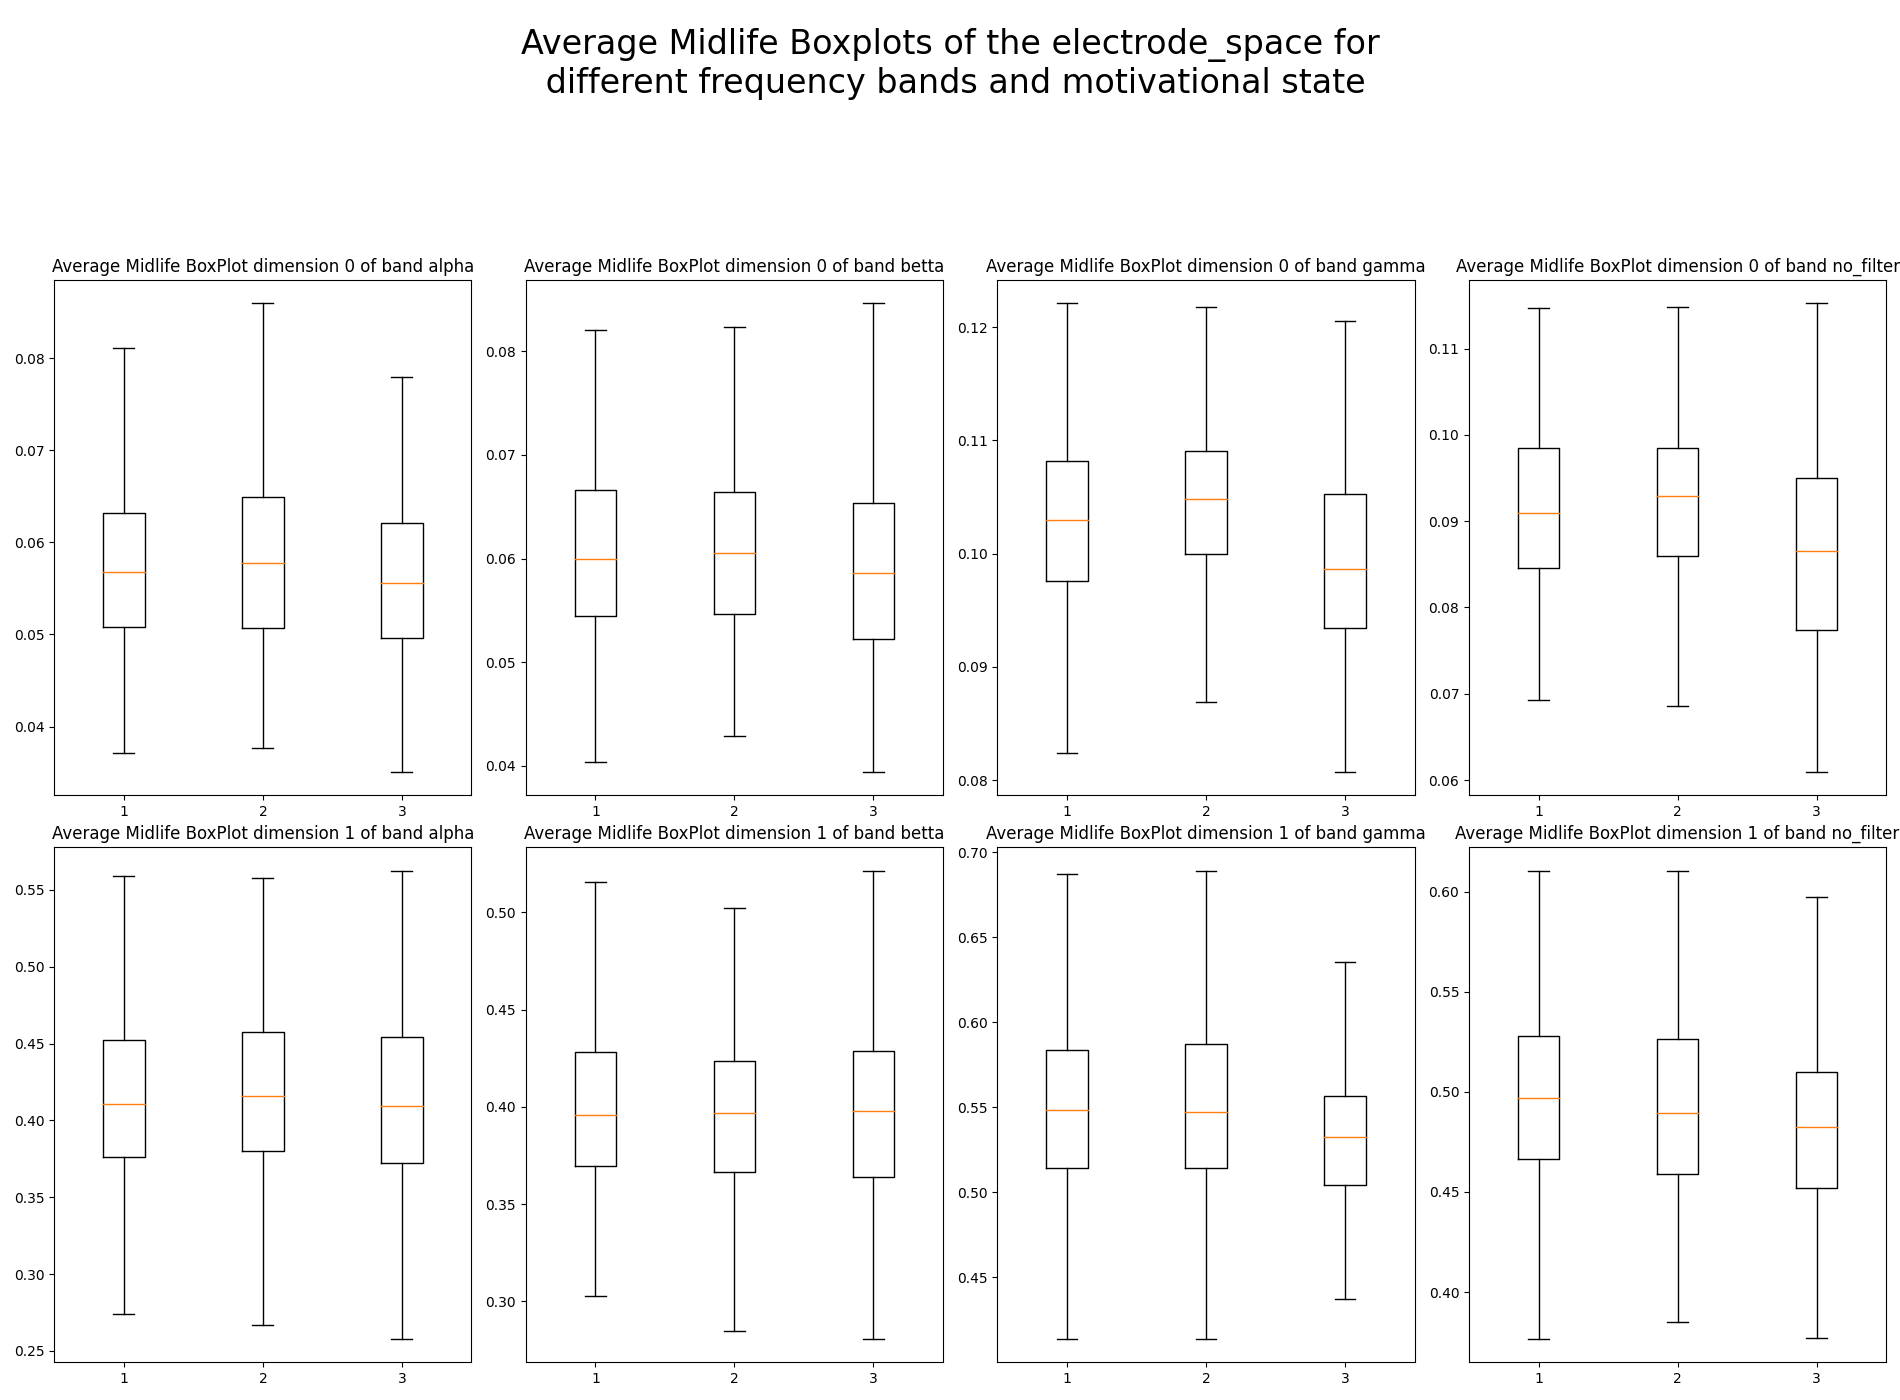 Average Midlife Boxplots of the electrode_space for
different frequency bands and motivational state
Average Midlife BoxPlot dimension 0 of band alpha
0.08
0.07
0.06
0.05
0.04
1 2 3
Average Midlife BoxPlot dimension 0 of band betta
0.08
0.07
0.06
0.05
0.04
1 2 3
Average Midlife BoxPlot dimension 0 of band gamma
0.12
0.11
0.10
0.09
0.08
1 2 3
Average Midlife BoxPlot dimension 0 of band no_filter
0.11
0.10
0.09
0.08
0.07
0.06
1 2 3
Average Midlife BoxPlot dimension 1 of band alpha
0.55
0.50
0.45
0.40
0.35
0.30
0.25
1 2 3
Average Midlife BoxPlot dimension 1 of band betta
0.50
0.45
0.40
0.35
0.30
1 2 3
Average Midlife BoxPlot dimension 1 of band gamma
0.70
0.65
0.60
0.55
0.50
0.45
1 2 3
Average Midlife BoxPlot dimension 1 of band no_filter
0.60
0.55
0.50
0.45
0.40
1 2 3